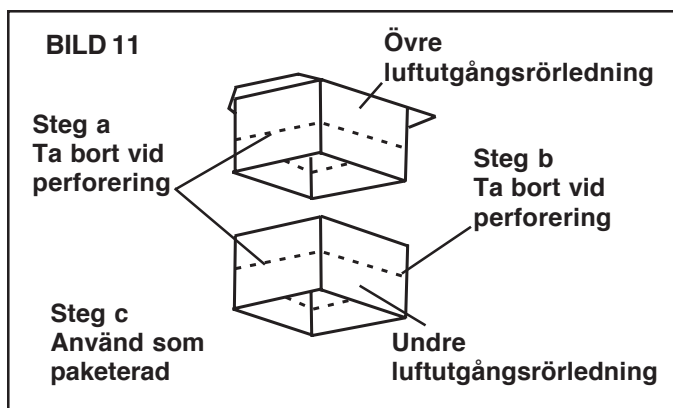 BILD 11
Övre
luftutgångsrörledning
Steg a
Ta bort vid
perforering
Steg b
Ta bort vid
perforering
Steg c
Använd som
paketerad
Undre
luftutgångsrörledning